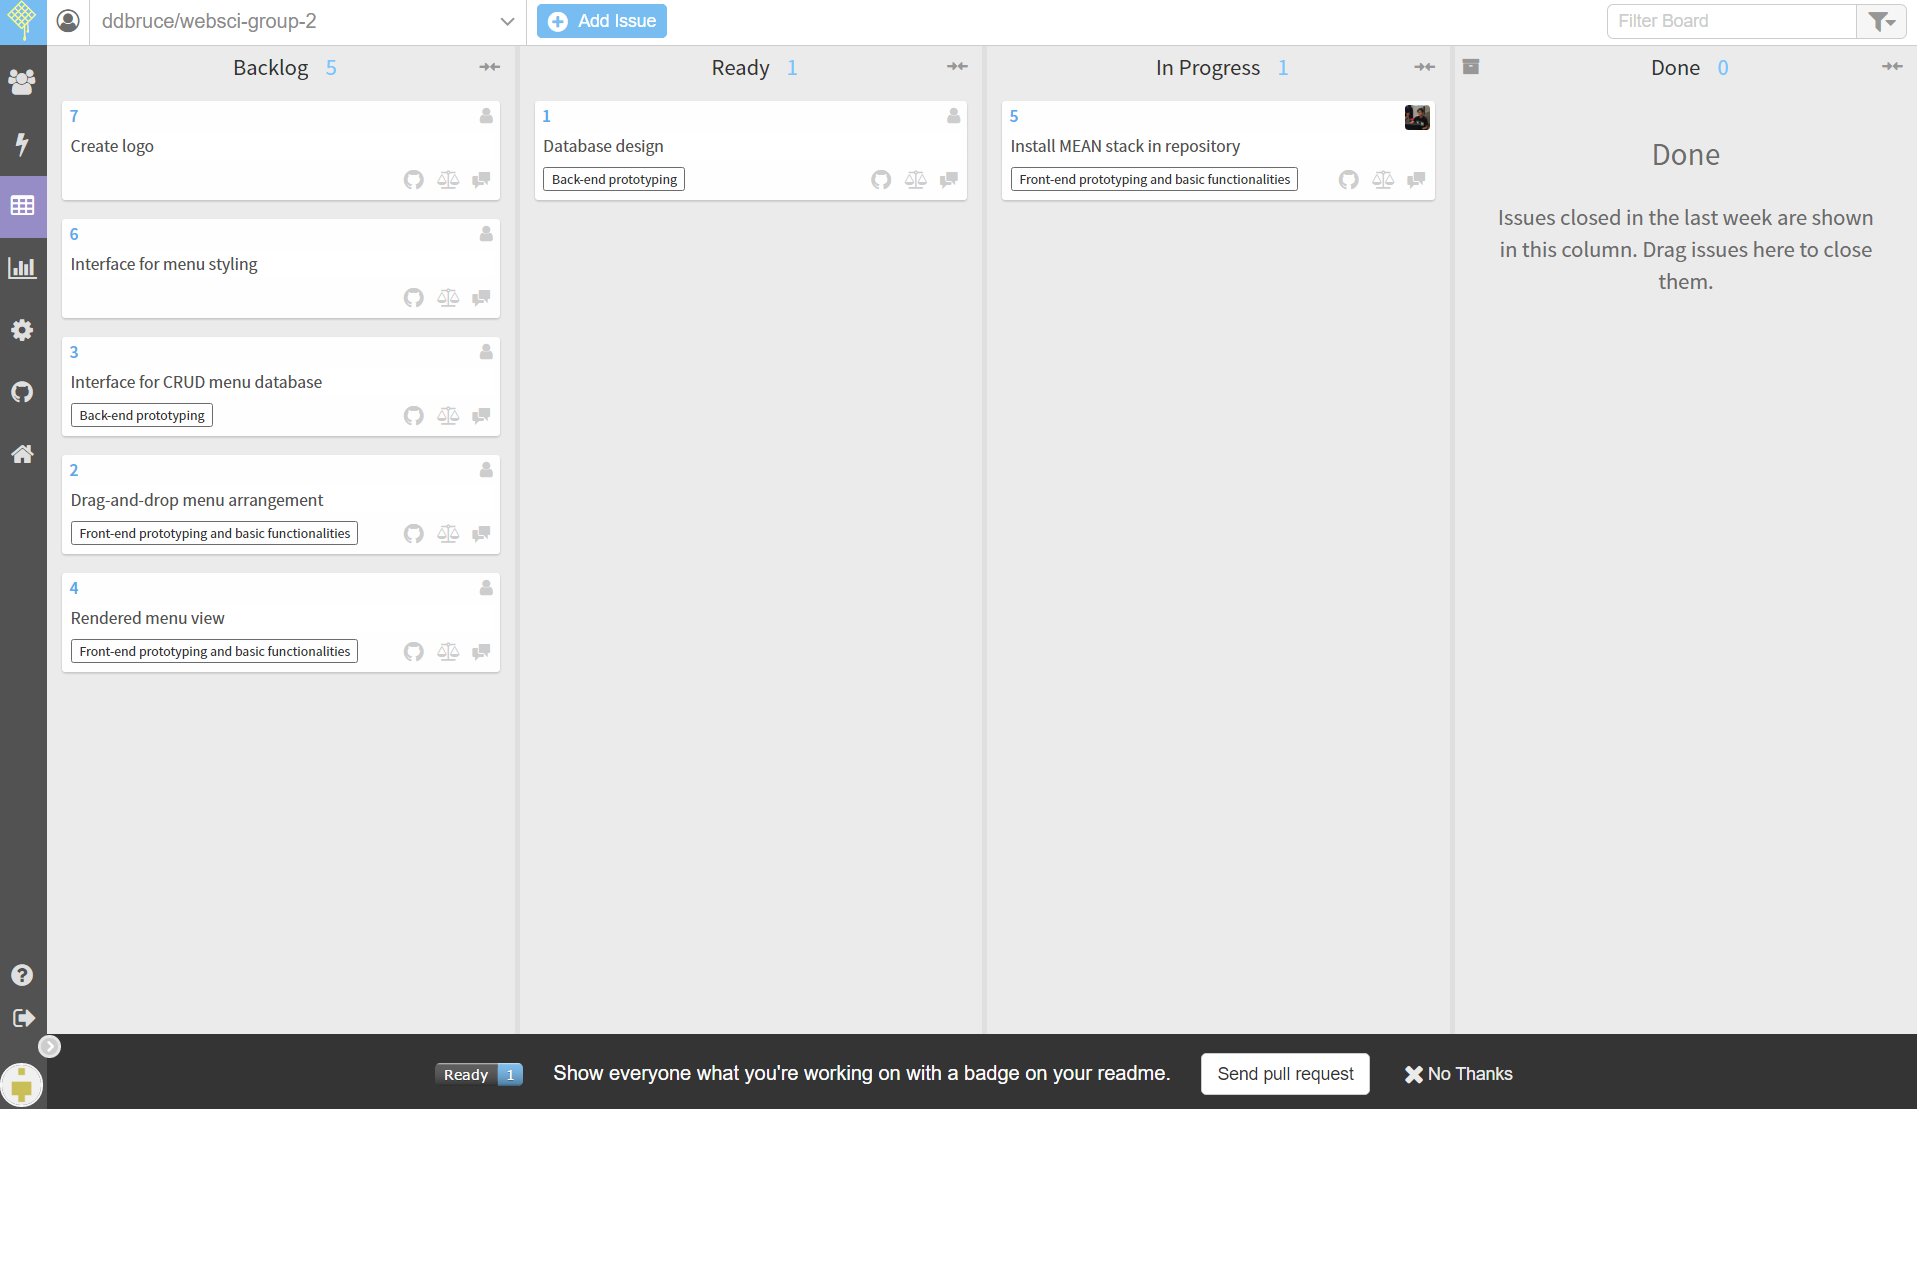 ddbruce/websci-group-2
Add Issue
Filter Board
Backlog 5
7
Create logo
6
Interface for menu styling
3
Interface for CRUD menu database
Back-end prototyping
2
Drag-and-drop menu arrangement
Front-end prototyping and basic functionalities
4
Rendered menu view
Front-end prototyping and basic functionalities
Ready 1
1
Database design
Back-end prototyping
In Progress 1
5
Install MEAN stack in repository
Front-end prototyping and basic functionalities
Done 0
Done
Issues closed in the last week are shown
in this column. Drag issues here to close
them.
Ready 1
Show everyone what you're working on with a badge on your readme.
Send pull request
No Thanks